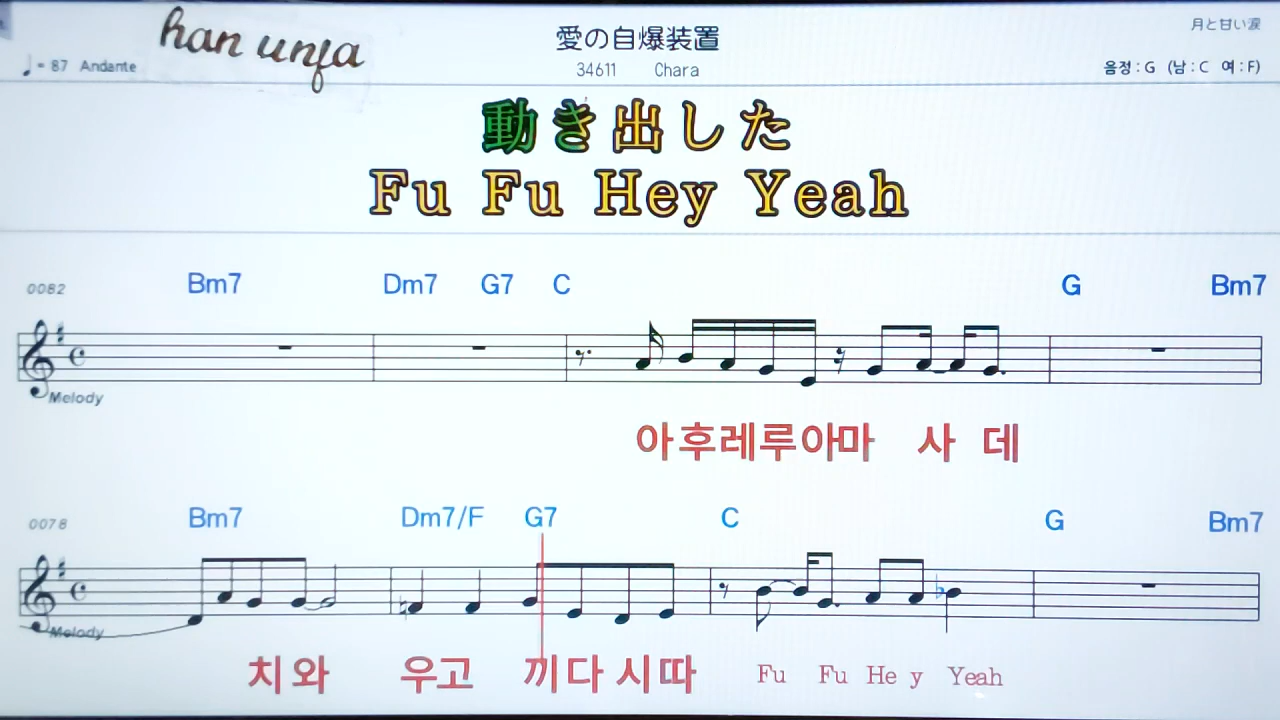 han unja
愛の自爆装置
月と甘い涙
♩= 87 Andante
34611 Chara
음정 : G (남 : C 여 : F)
動き出した
Fu Fu Hey Yeah
0082 Bm7 Dm7 G7 C G Bm7
Melody
아후레루아마 사 데
0078 Bm7 Dm7/F G7 C G Bm7
Melody
치와 우고 끼다 시따 Fu Fu He y Yeah